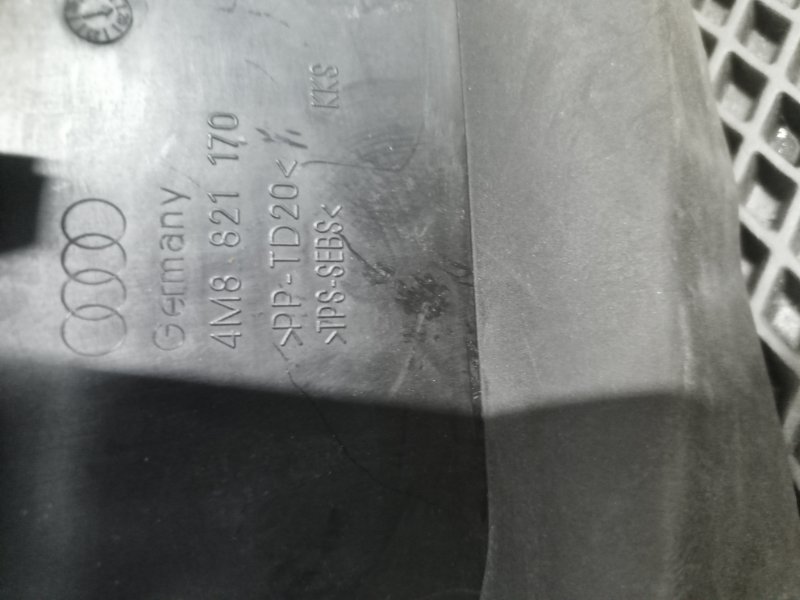 Germany
4M8 821 170
>PP-TD20<
>TPS-SEBS<
KKS